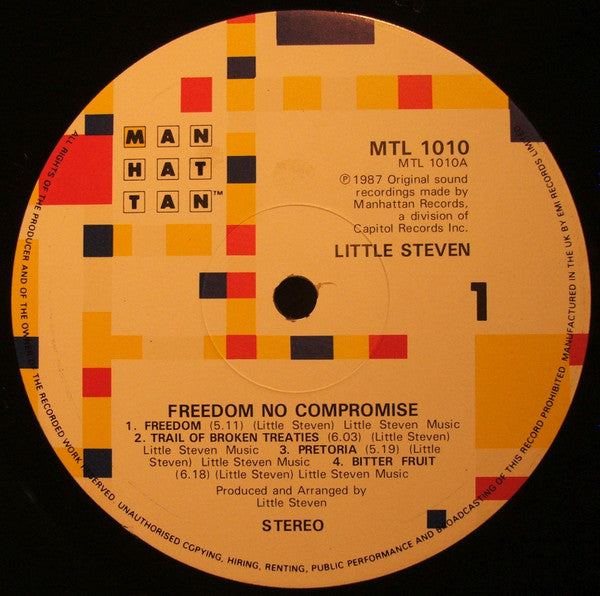 MAN
HAT
TAN™
MTL 1010
MTL 1010A
℗ 1987 Original sound
recordings made by
Manhattan Records,
a division of
Capitol Records Inc.
LITTLE STEVEN
1
FREEDOM NO COMPROMISE
1. FREEDOM (5.11) (Little Steven) Little Steven Music
2. TRAIL OF BROKEN TREATIES (6.03) (Little Steven)
Little Steven Music 3. PRETORIA (5.19) (Little
Steven) Little Steven Music 4. BITTER FRUIT
(6.18) (Little Steven) Little Steven Music
Produced and Arranged by
Little Steven
STEREO
ALL RIGHTS OF THE PRODUCER AND OF THE OWNER OF THE RECORDED WORK RESERVED. UNAUTHORISED COPYING, HIRING, RENTING, PUBLIC PERFORMANCE AND BROADCASTING OF THIS RECORD PROHIBITED. MANUFACTURED IN THE UK BY EMI RECORDS LIMITED